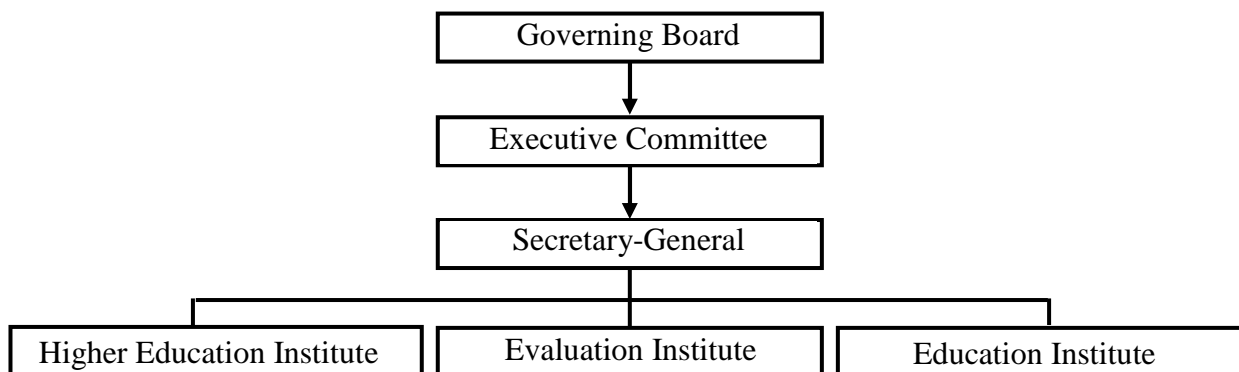 Governing Board
Executive Committee
Secretary-General
Higher Education Institute
Evaluation Institute
Education Institute